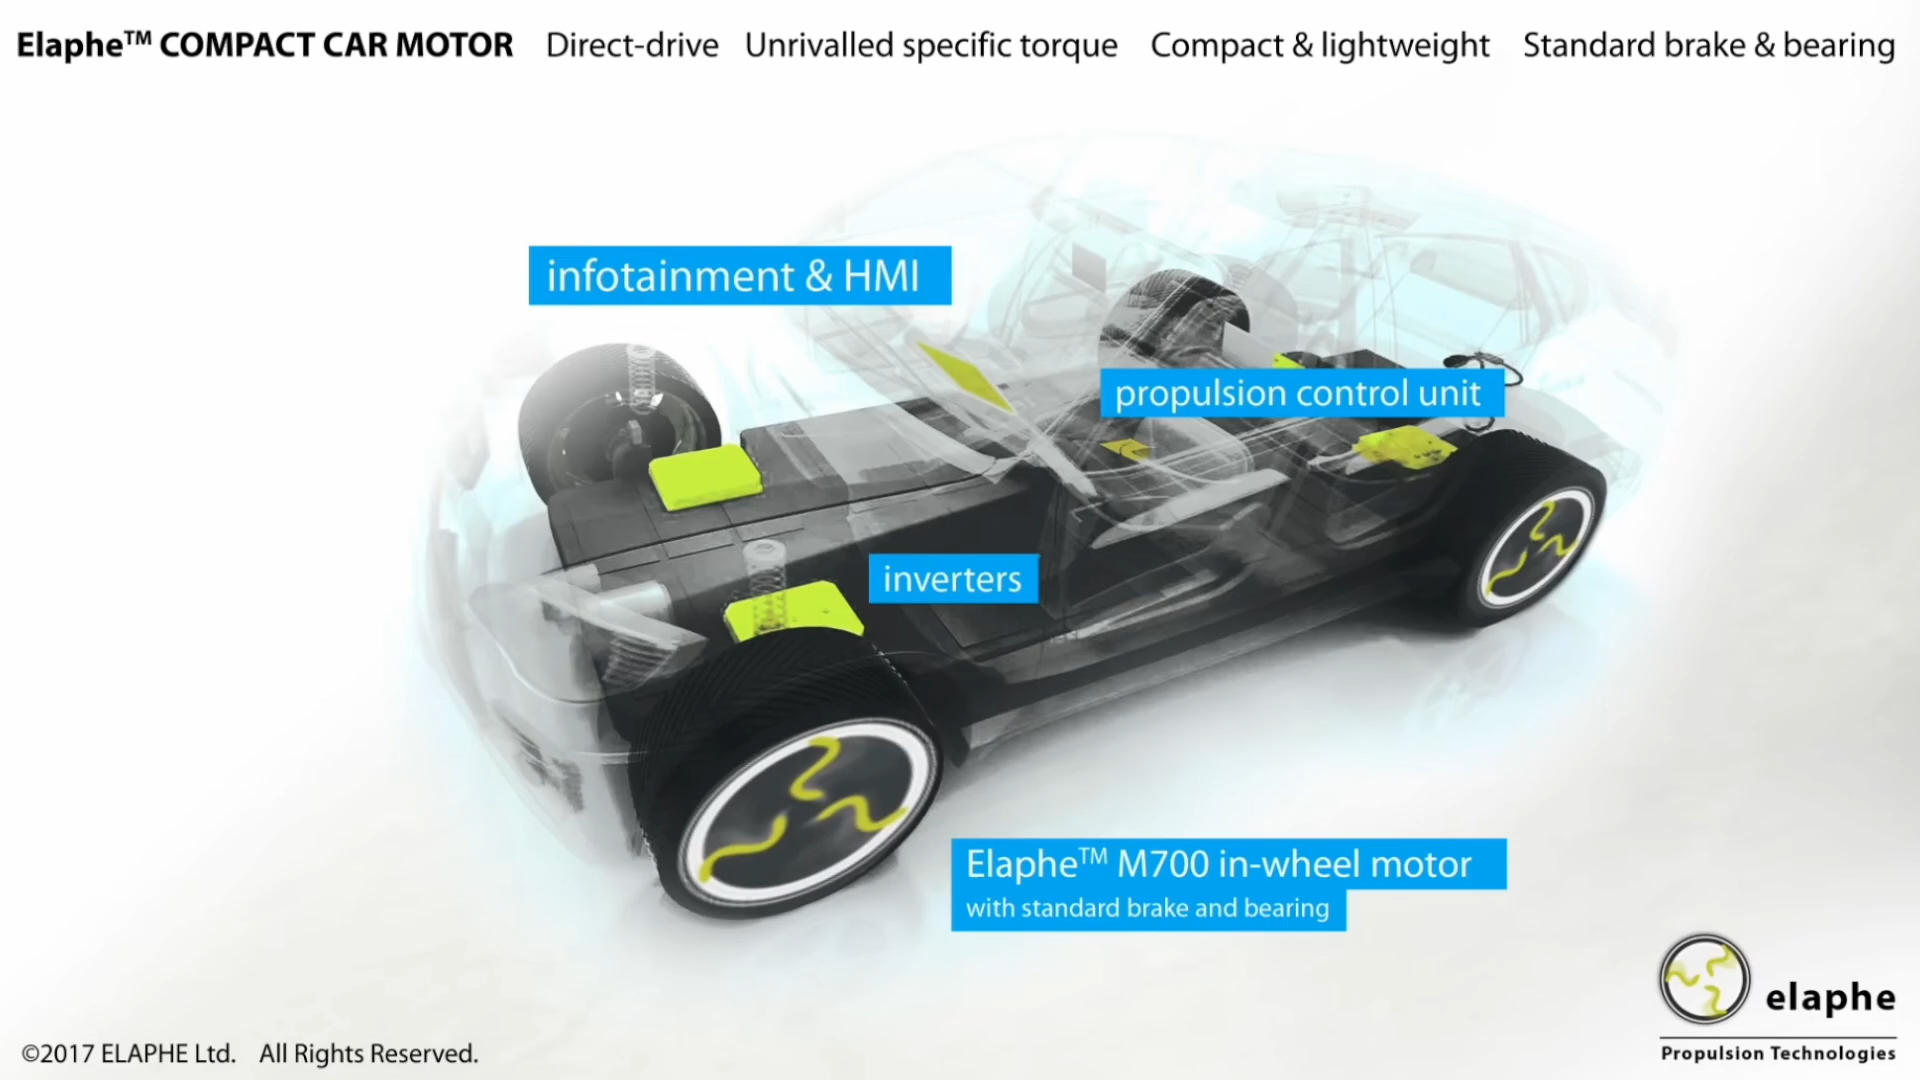 Elaphe™ COMPACT CAR MOTOR Direct-drive Unrivalled specific torque Compact & lightweight Standard brake & bearing
infotainment & HMI
propulsion control unit
inverters
Elaphe™ M700 in-wheel motor
with standard brake and bearing
elaphe
Propulsion Technologies
©2017 ELAPHE Ltd. All Rights Reserved.